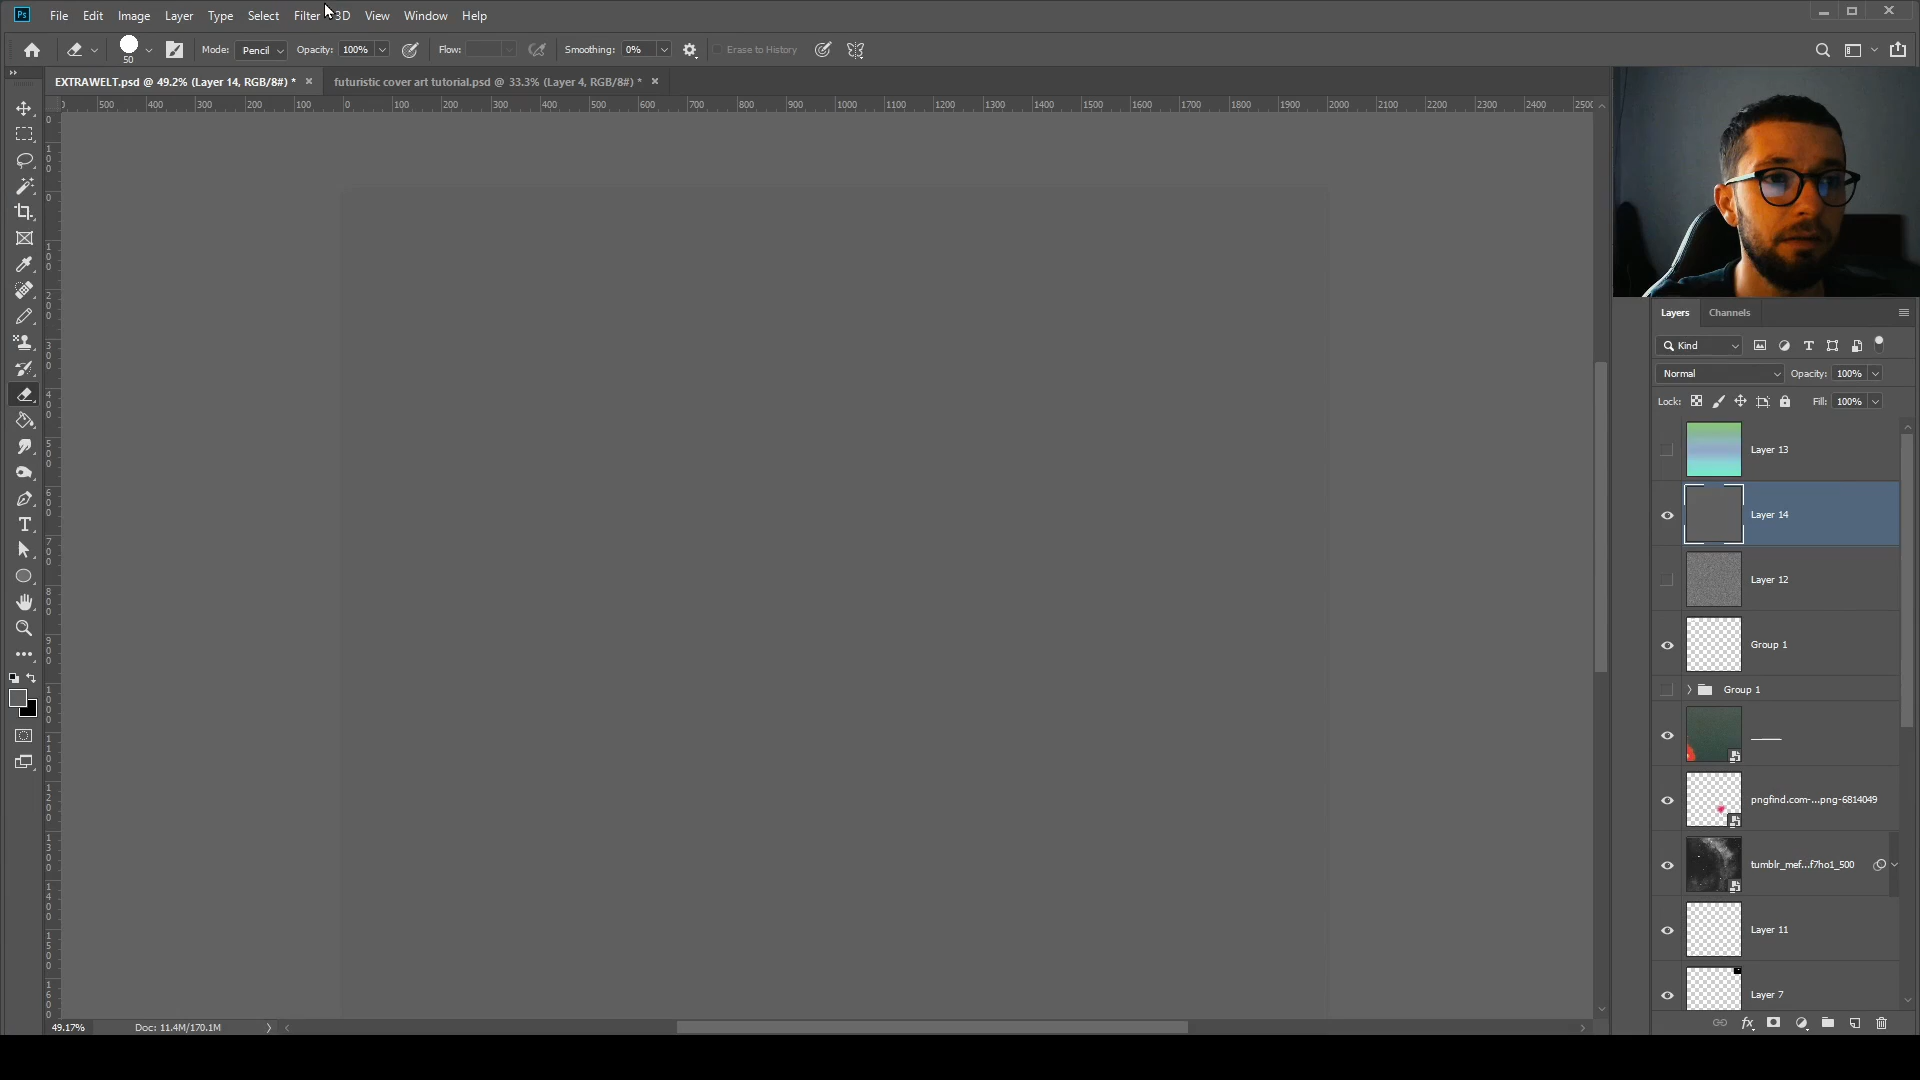 Ps File Edit Image Layer Type Select Filter 3D View Window Help
50 Mode: Pencil Opacity: 100% Flow: Smoothing: 0% Erase to History
EXTRAWELT.psd @ 49.2% (Layer 14, RGB/8#) * × futuristic cover art tutorial.psd @ 33.3% (Layer 4, RGB/8#) * ×
500 400 300 200 100 0 100 200 300 400 500 600 700 800 900 1000 1100 1200 1300 1400 1500 1600 1700 1800 1900 2000 2100 2200 2300 2400 2500
0
100
0
100
200
300
400
500
600
700
800
900
1000
1100
1200
1300
1400
1500
1600
Layers Channels
Kind
Normal Opacity: 100%
Lock: Fill: 100%
Layer 13
Layer 14
Layer 12
Group 1
Group 1
pngfind.com-...png-6814049
tumblr_mef...f7ho1_500
Layer 11
Layer 7
fx
49.17% Doc: 11.4M/170.1M